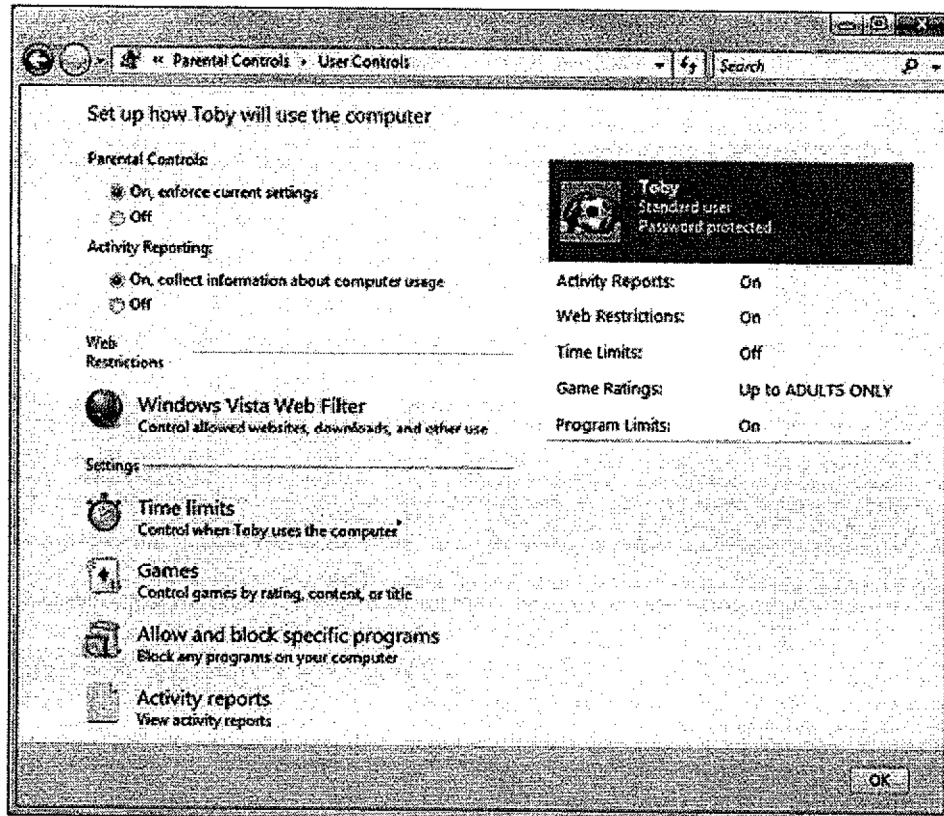 « Parental Controls › User Controls
Search
Set up how Toby will use the computer
Parental Controls:
On, enforce current settings
Off
Activity Reporting:
On, collect information about computer usage
Off
Web
Restrictions
Windows Vista Web Filter
Control allowed websites, downloads, and other use
Settings
Time limits
Control when Toby uses the computer
Games
Control games by rating, content, or title
Allow and block specific programs
Block any programs on your computer
Activity reports
View activity reports
Toby
Standard user
Password protected
Activity Reports: On
Web Restrictions: On
Time Limits: Off
Game Ratings: Up to ADULTS ONLY
Program Limits: On
OK